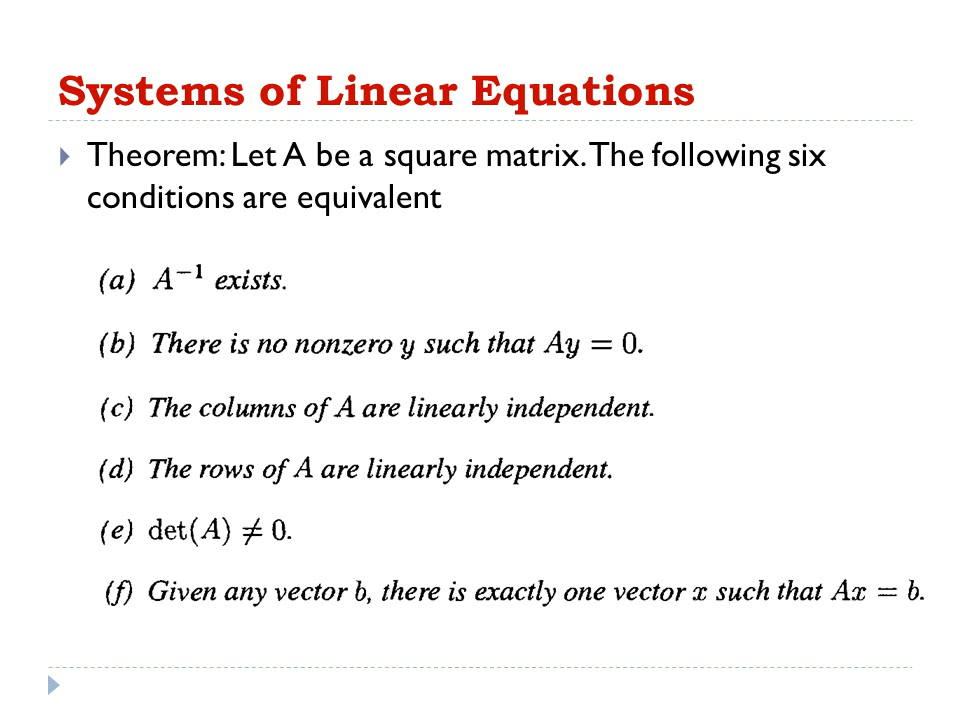 Systems of Linear Equations
Theorem: Let A be a square matrix. The following six
conditions are equivalent
(a) A⁻¹ exists.
(b) There is no nonzero y such that Ay = 0.
(c) The columns of A are linearly independent.
(d) The rows of A are linearly independent.
(e) det(A) ≠ 0.
(f) Given any vector b, there is exactly one vector x such that Ax = b.